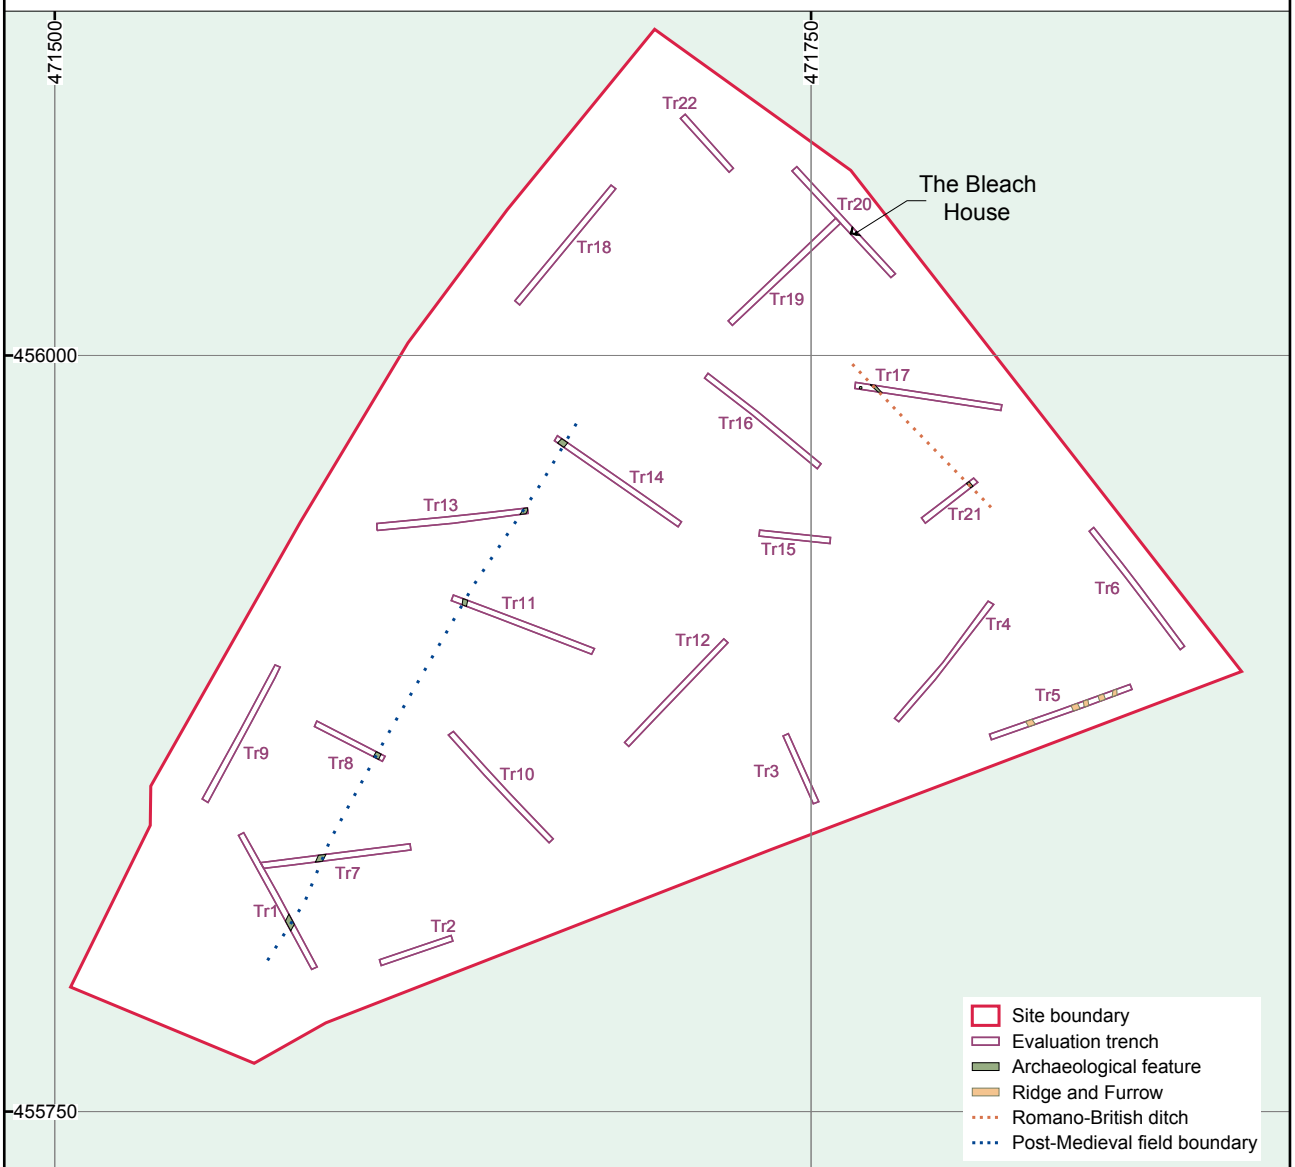 471500
471750
Tr22
The Bleach
House
Tr20
Tr18
Tr19
456000
Tr17
Tr16
Tr14
Tr13
Tr21
Tr15
Tr6
Tr11
Tr4
Tr12
Tr5
Tr9
Tr8
Tr3
Tr10
Tr7
Tr1
Tr2
Site boundary
Evaluation trench
Archaeological feature
Ridge and Furrow
Romano-British ditch
Post-Medieval field boundary
455750